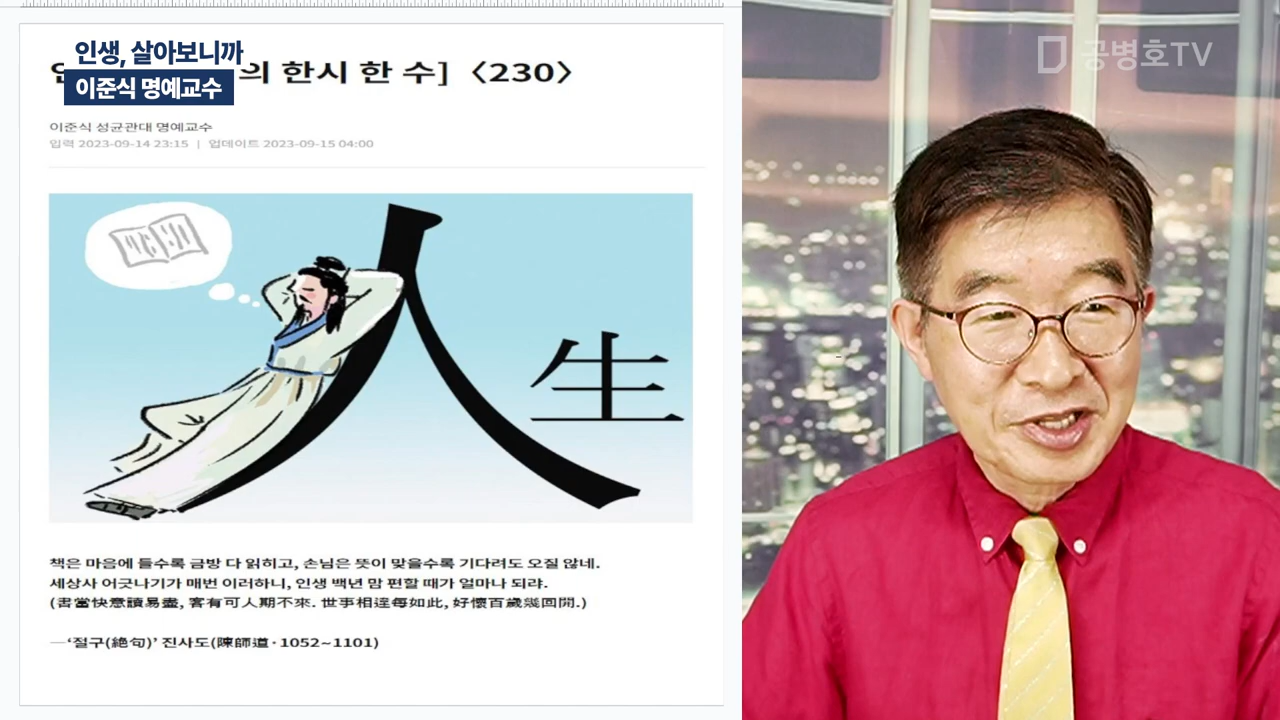 인생, 살아보니까
이준식 명예교수
의 한시 한 수]〈230〉
공병호TV
이준식 성균관대 명예교수
입력 2023-09-14 23:15 | 업데이트 2023-09-15 04:00
人生
책은 마음에 들수록 금방 다 읽히고, 손님은 뜻이 맞을수록 기다려도 오질 않네.
세상사 어긋나기가 매번 이러하니, 인생 백년 맘 편할 때가 얼마나 되랴.
(書當快意讀易盡, 客有可人期不來. 世事相逹每如此, 好懷百歲幾回開.)
―‘절구(絶句)’ 진사도(陳師道·1052~1101)